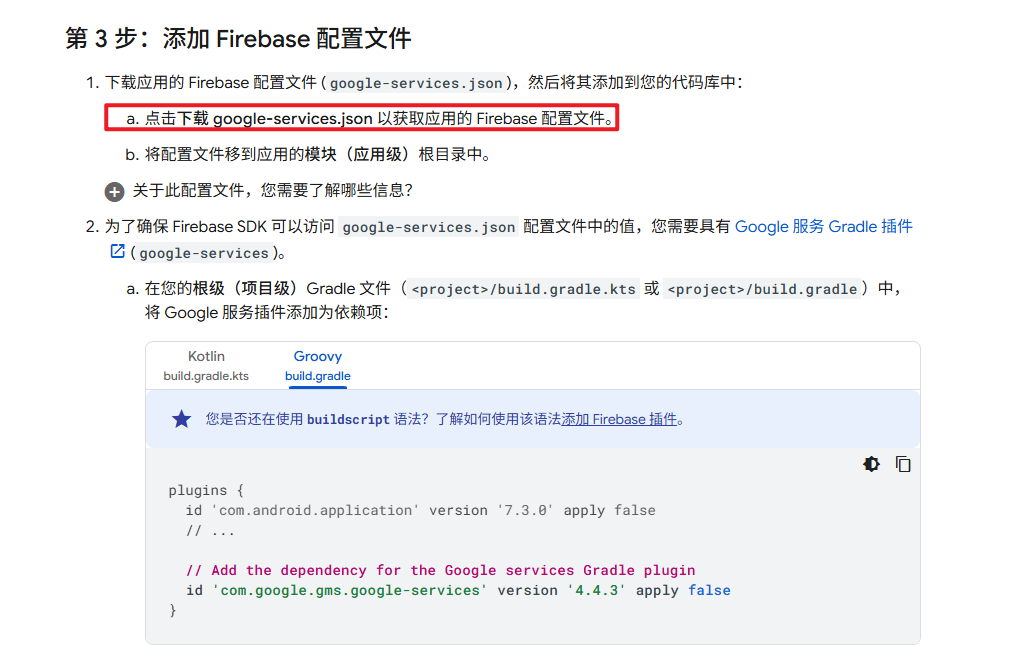 第 3 步：添加 Firebase 配置文件
1. 下载应用的 Firebase 配置文件 (google-services.json)，然后将其添加到您的代码库中：
a. 点击下载 google-services.json 以获取应用的 Firebase 配置文件。
b. 将配置文件移到应用的模块（应用级）根目录中。
关于此配置文件，您需要了解哪些信息？
2. 为了确保 Firebase SDK 可以访问 google-services.json 配置文件中的值，您需要具有 Google 服务 Gradle 插件
(google-services)。
a. 在您的根级（项目级）Gradle 文件（<project>/build.gradle.kts 或 <project>/build.gradle）中，
将 Google 服务插件添加为依赖项：
Kotlin Groovy
build.gradle.kts build.gradle
您是否还在使用 buildscript 语法？了解如何使用该语法添加 Firebase 插件。
plugins {
id 'com.android.application' version '7.3.0' apply false
// ...
// Add the dependency for the Google services Gradle plugin
id 'com.google.gms.google-services' version '4.4.3' apply false
}